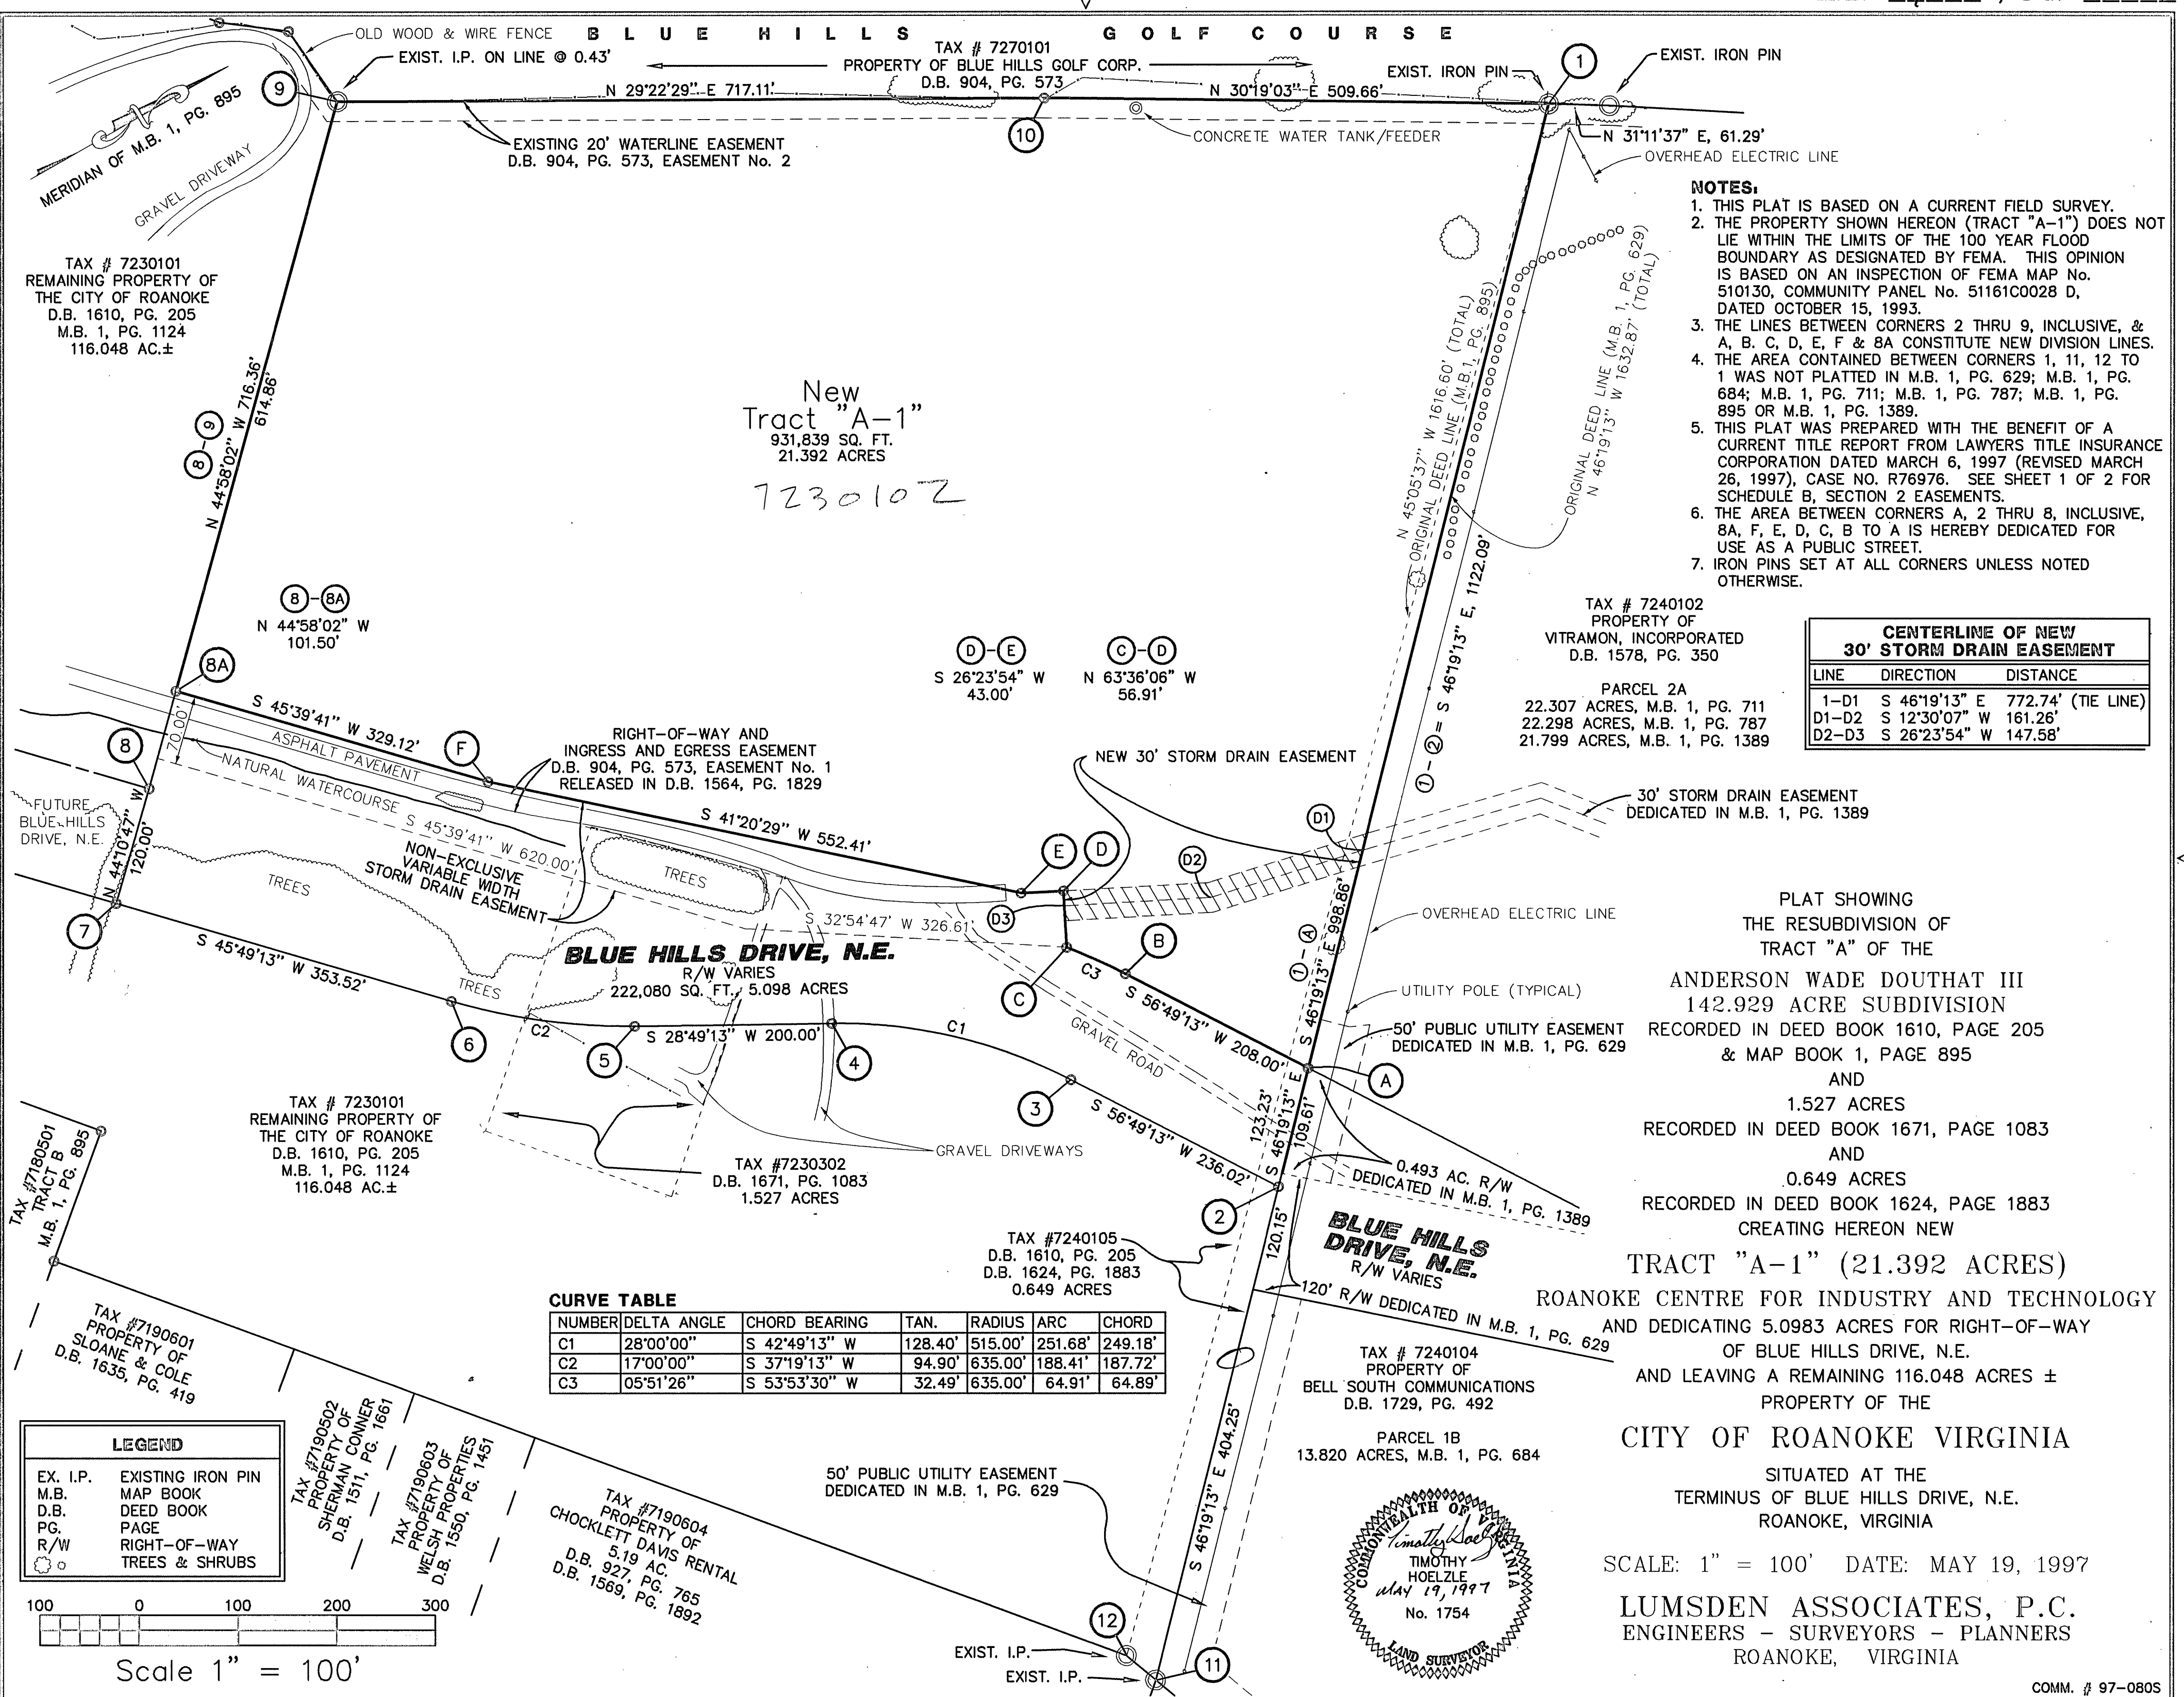 BLUE HILLS GOLF COURSE
OLD WOOD & WIRE FENCE
EXIST. I.P. ON LINE @ 0.43'
TAX # 7270101
PROPERTY OF BLUE HILLS GOLF CORP.
D.B. 904, PG. 573
EXIST. IRON PIN
1
EXIST. IRON PIN
9
N 29°22'29" E 717.11'
N 30°19'03" E 509.66'
10
N 31°11'37" E, 61.29'
OVERHEAD ELECTRIC LINE
CONCRETE WATER TANK/FEEDER
EXISTING 20' WATERLINE EASEMENT
D.B. 904, PG. 573, EASEMENT No. 2
MERIDIAN OF M.B. 1, PG. 895
GRAVEL DRIVEWAY
TAX # 7230101
REMAINING PROPERTY OF
THE CITY OF ROANOKE
D.B. 1610, PG. 205
M.B. 1, PG. 1124
116.048 AC.±
8-9
N 44°58'02" W 716.36'
614.86'
New
Tract "A-1"
931,839 SQ. FT.
21.392 ACRES
7230102
N 45°05'37" W 1616.60' (TOTAL)
ORIGINAL DEED LINE (M.B.1, PG. 895)
ORIGINAL DEED LINE (M.B. 1, PG. 629)
N 46°19'13" W 1632.87' (TOTAL)
1-2 = S 46°19'13" E, 1122.09'
NOTES:
1. THIS PLAT IS BASED ON A CURRENT FIELD SURVEY.
2. THE PROPERTY SHOWN HEREON (TRACT "A-1") DOES NOT
LIE WITHIN THE LIMITS OF THE 100 YEAR FLOOD
BOUNDARY AS DESIGNATED BY FEMA. THIS OPINION
IS BASED ON AN INSPECTION OF FEMA MAP No.
510130, COMMUNITY PANEL No. 51161C0028 D,
DATED OCTOBER 15, 1993.
3. THE LINES BETWEEN CORNERS 2 THRU 9, INCLUSIVE, &
A, B. C, D, E, F & 8A CONSTITUTE NEW DIVISION LINES.
4. THE AREA CONTAINED BETWEEN CORNERS 1, 11, 12 TO
1 WAS NOT PLATTED IN M.B. 1, PG. 629; M.B. 1, PG.
684; M.B. 1, PG. 711; M.B. 1, PG. 787; M.B. 1, PG.
895 OR M.B. 1, PG. 1389.
5. THIS PLAT WAS PREPARED WITH THE BENEFIT OF A
CURRENT TITLE REPORT FROM LAWYERS TITLE INSURANCE
CORPORATION DATED MARCH 6, 1997 (REVISED MARCH
26, 1997), CASE NO. R76976. SEE SHEET 1 OF 2 FOR
SCHEDULE B, SECTION 2 EASEMENTS.
6. THE AREA BETWEEN CORNERS A, 2 THRU 8, INCLUSIVE,
8A, F, E, D, C, B TO A IS HEREBY DEDICATED FOR
USE AS A PUBLIC STREET.
7. IRON PINS SET AT ALL CORNERS UNLESS NOTED
OTHERWISE.
8-8A
N 44°58'02" W
101.50'
D-E
S 26°23'54" W
43.00'
C-D
N 63°36'06" W
56.91'
TAX # 7240102
PROPERTY OF
VITRAMON, INCORPORATED
D.B. 1578, PG. 350
PARCEL 2A
22.307 ACRES, M.B. 1, PG. 711
22.298 ACRES, M.B. 1, PG. 787
21.799 ACRES, M.B. 1, PG. 1389
CENTERLINE OF NEW
30' STORM DRAIN EASEMENT
LINE DIRECTION DISTANCE
1-D1 S 46°19'13" E 772.74' (TIE LINE)
D1-D2 S 12°30'07" W 161.26'
D2-D3 S 26°23'54" W 147.58'
8A
S 45°39'41" W 329.12'
F
8
70.00'
ASPHALT PAVEMENT
NATURAL WATERCOURSE
RIGHT-OF-WAY AND
INGRESS AND EGRESS EASEMENT
D.B. 904, PG. 573, EASEMENT No. 1
RELEASED IN D.B. 1564, PG. 1829
S 41°20'29" W 552.41'
NEW 30' STORM DRAIN EASEMENT
30' STORM DRAIN EASEMENT
DEDICATED IN M.B. 1, PG. 1389
D1
D2
D3
E
D
FUTURE
BLUE HILLS
DRIVE, N.E.
N 44°10'47" W
120.00'
S 45°39'41" W 620.00'
NON-EXCLUSIVE
VARIABLE WIDTH
STORM DRAIN EASEMENT
TREES
TREES
TREES
S 32°54'47" W 326.61'
7
S 45°49'13" W 353.52'
6
BLUE HILLS DRIVE, N.E.
R/W VARIES
222,080 SQ. FT., 5.098 ACRES
C
C3
B
S 56°49'13" W 208.00'
1-A
S 46°19'13" E 998.86'
OVERHEAD ELECTRIC LINE
UTILITY POLE (TYPICAL)
50' PUBLIC UTILITY EASEMENT
DEDICATED IN M.B. 1, PG. 629
A
C2
5
S 28°49'13" W 200.00'
4
C1
3
GRAVEL ROAD
S 56°49'13" W 236.02'
123.23'
S 46°19'13" E
109.61'
2
0.493 AC. R/W
DEDICATED IN M.B. 1, PG. 1389
120.15'
BLUE HILLS
DRIVE, N.E.
R/W VARIES
120' R/W DEDICATED IN M.B. 1, PG. 629
TAX # 7230101
REMAINING PROPERTY OF
THE CITY OF ROANOKE
D.B. 1610, PG. 205
M.B. 1, PG. 1124
116.048 AC.±
GRAVEL DRIVEWAYS
TAX #7230302
D.B. 1671, PG. 1083
1.527 ACRES
TAX #7240105
D.B. 1610, PG. 205
D.B. 1624, PG. 1883
0.649 ACRES
TAX #7180501
TRACT B
M.B. 1, PG. 895
TAX #7190601
PROPERTY OF
SLOANE & COLE
D.B. 1635, PG. 419
CURVE TABLE
NUMBER DELTA ANGLE CHORD BEARING TAN. RADIUS ARC CHORD
C1 28°00'00" S 42°49'13" W 128.40' 515.00' 251.68' 249.18'
C2 17°00'00" S 37°19'13" W 94.90' 635.00' 188.41' 187.72'
C3 05°51'26" S 53°53'30" W 32.49' 635.00' 64.91' 64.89'
TAX # 7240104
PROPERTY OF
BELL SOUTH COMMUNICATIONS
D.B. 1729, PG. 492
PARCEL 1B
13.820 ACRES, M.B. 1, PG. 684
S 46°19'13" E 404.25'
50' PUBLIC UTILITY EASEMENT
DEDICATED IN M.B. 1, PG. 629
TAX #7190502
PROPERTY OF
SHERMAN CONNER
D.B. 1511, PG. 1661
TAX #7190603
PROPERTY OF
WELSH PROPERTIES
D.B. 1550, PG. 1451
TAX #7190604
PROPERTY OF
CHOCKLETT DAVIS RENTAL
5.19 AC.
D.B. 927, PG. 765
D.B. 1569, PG. 1892
LEGEND
EX. I.P. EXISTING IRON PIN
M.B. MAP BOOK
D.B. DEED BOOK
PG. PAGE
R/W RIGHT-OF-WAY
TREES & SHRUBS
100 0 100 200 300
Scale 1" = 100'
12
EXIST. I.P.
EXIST. I.P.
11
COMMONWEALTH OF VIRGINIA
TIMOTHY
HOELZLE
MAY 19, 1997
No. 1754
LAND SURVEYOR
PLAT SHOWING
THE RESUBDIVISION OF
TRACT "A" OF THE
ANDERSON WADE DOUTHAT III
142.929 ACRE SUBDIVISION
RECORDED IN DEED BOOK 1610, PAGE 205
& MAP BOOK 1, PAGE 895
AND
1.527 ACRES
RECORDED IN DEED BOOK 1671, PAGE 1083
AND
0.649 ACRES
RECORDED IN DEED BOOK 1624, PAGE 1883
CREATING HEREON NEW
TRACT "A-1" (21.392 ACRES)
ROANOKE CENTRE FOR INDUSTRY AND TECHNOLOGY
AND DEDICATING 5.0983 ACRES FOR RIGHT-OF-WAY
OF BLUE HILLS DRIVE, N.E.
AND LEAVING A REMAINING 116.048 ACRES ±
PROPERTY OF THE
CITY OF ROANOKE VIRGINIA
SITUATED AT THE
TERMINUS OF BLUE HILLS DRIVE, N.E.
ROANOKE, VIRGINIA
SCALE: 1" = 100' DATE: MAY 19, 1997
LUMSDEN ASSOCIATES, P.C.
ENGINEERS - SURVEYORS - PLANNERS
ROANOKE, VIRGINIA
COMM. # 97-080S